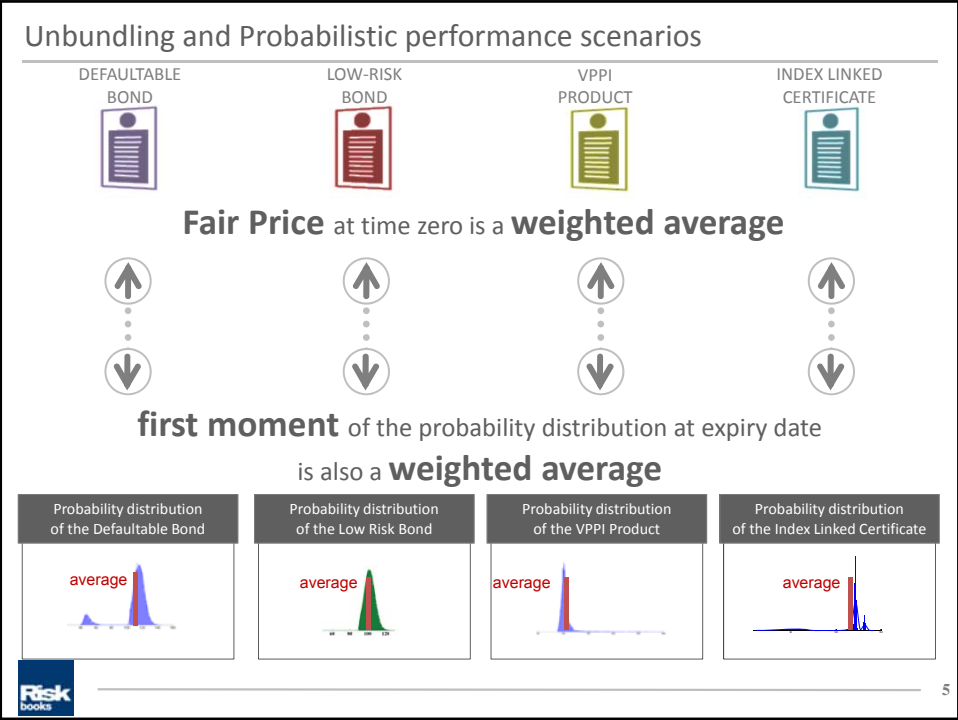 Unbundling and Probabilistic performance scenarios
DEFAULTABLE
BOND
LOW-RISK
BOND
VPPI
PRODUCT
INDEX LINKED
CERTIFICATE
Fair Price at time zero is a weighted average
first moment of the probability distribution at expiry date
is also a weighted average
Probability distribution
of the Defaultable Bond
Probability distribution
of the Low Risk Bond
Probability distribution
of the VPPI Product
Probability distribution
of the Index Linked Certificate
average
average
average
average
100
120
Risk
books
5